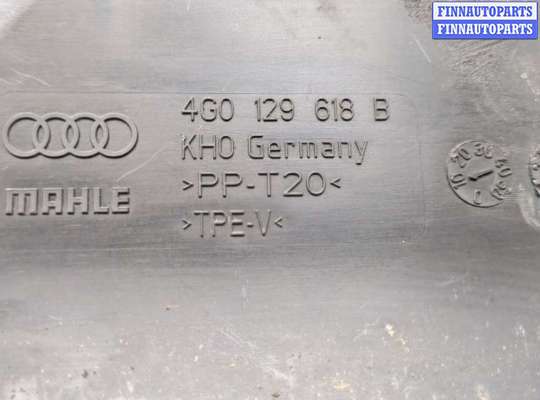 FINNAUTOPARTS
FINNAUTOPARTS
4G0 129 618 B
KHO Germany
>PP-T20<
MAHLE
>TPE-V<